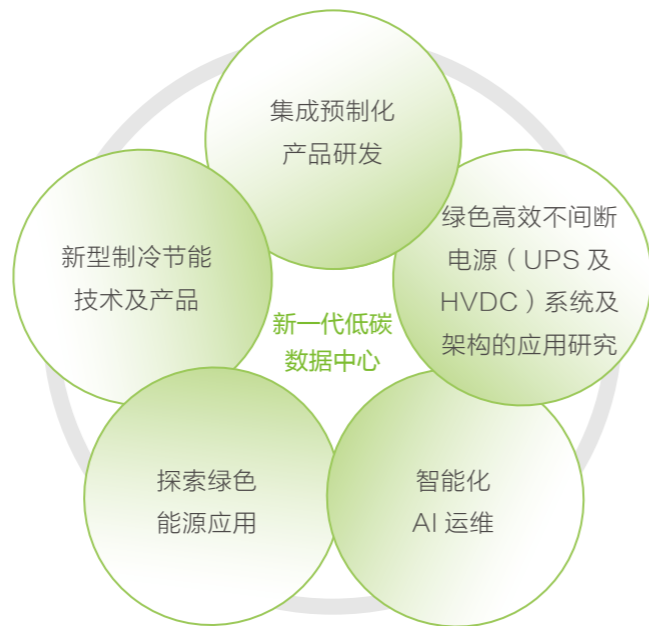 集成预制化
产品研发
绿色高效不间断
电源（UPS 及
HVDC）系统及
架构的应用研究
新型制冷节能
技术及产品
新一代低碳
数据中心
探索绿色
能源应用
智能化
AI 运维